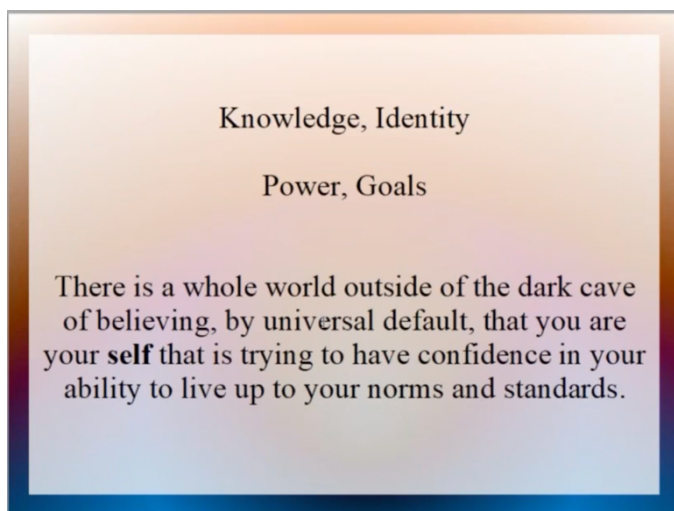 Knowledge, Identity
Power, Goals
There is a whole world outside of the dark cave
of believing, by universal default, that you are
your self that is trying to have confidence in your
ability to live up to your norms and standards.